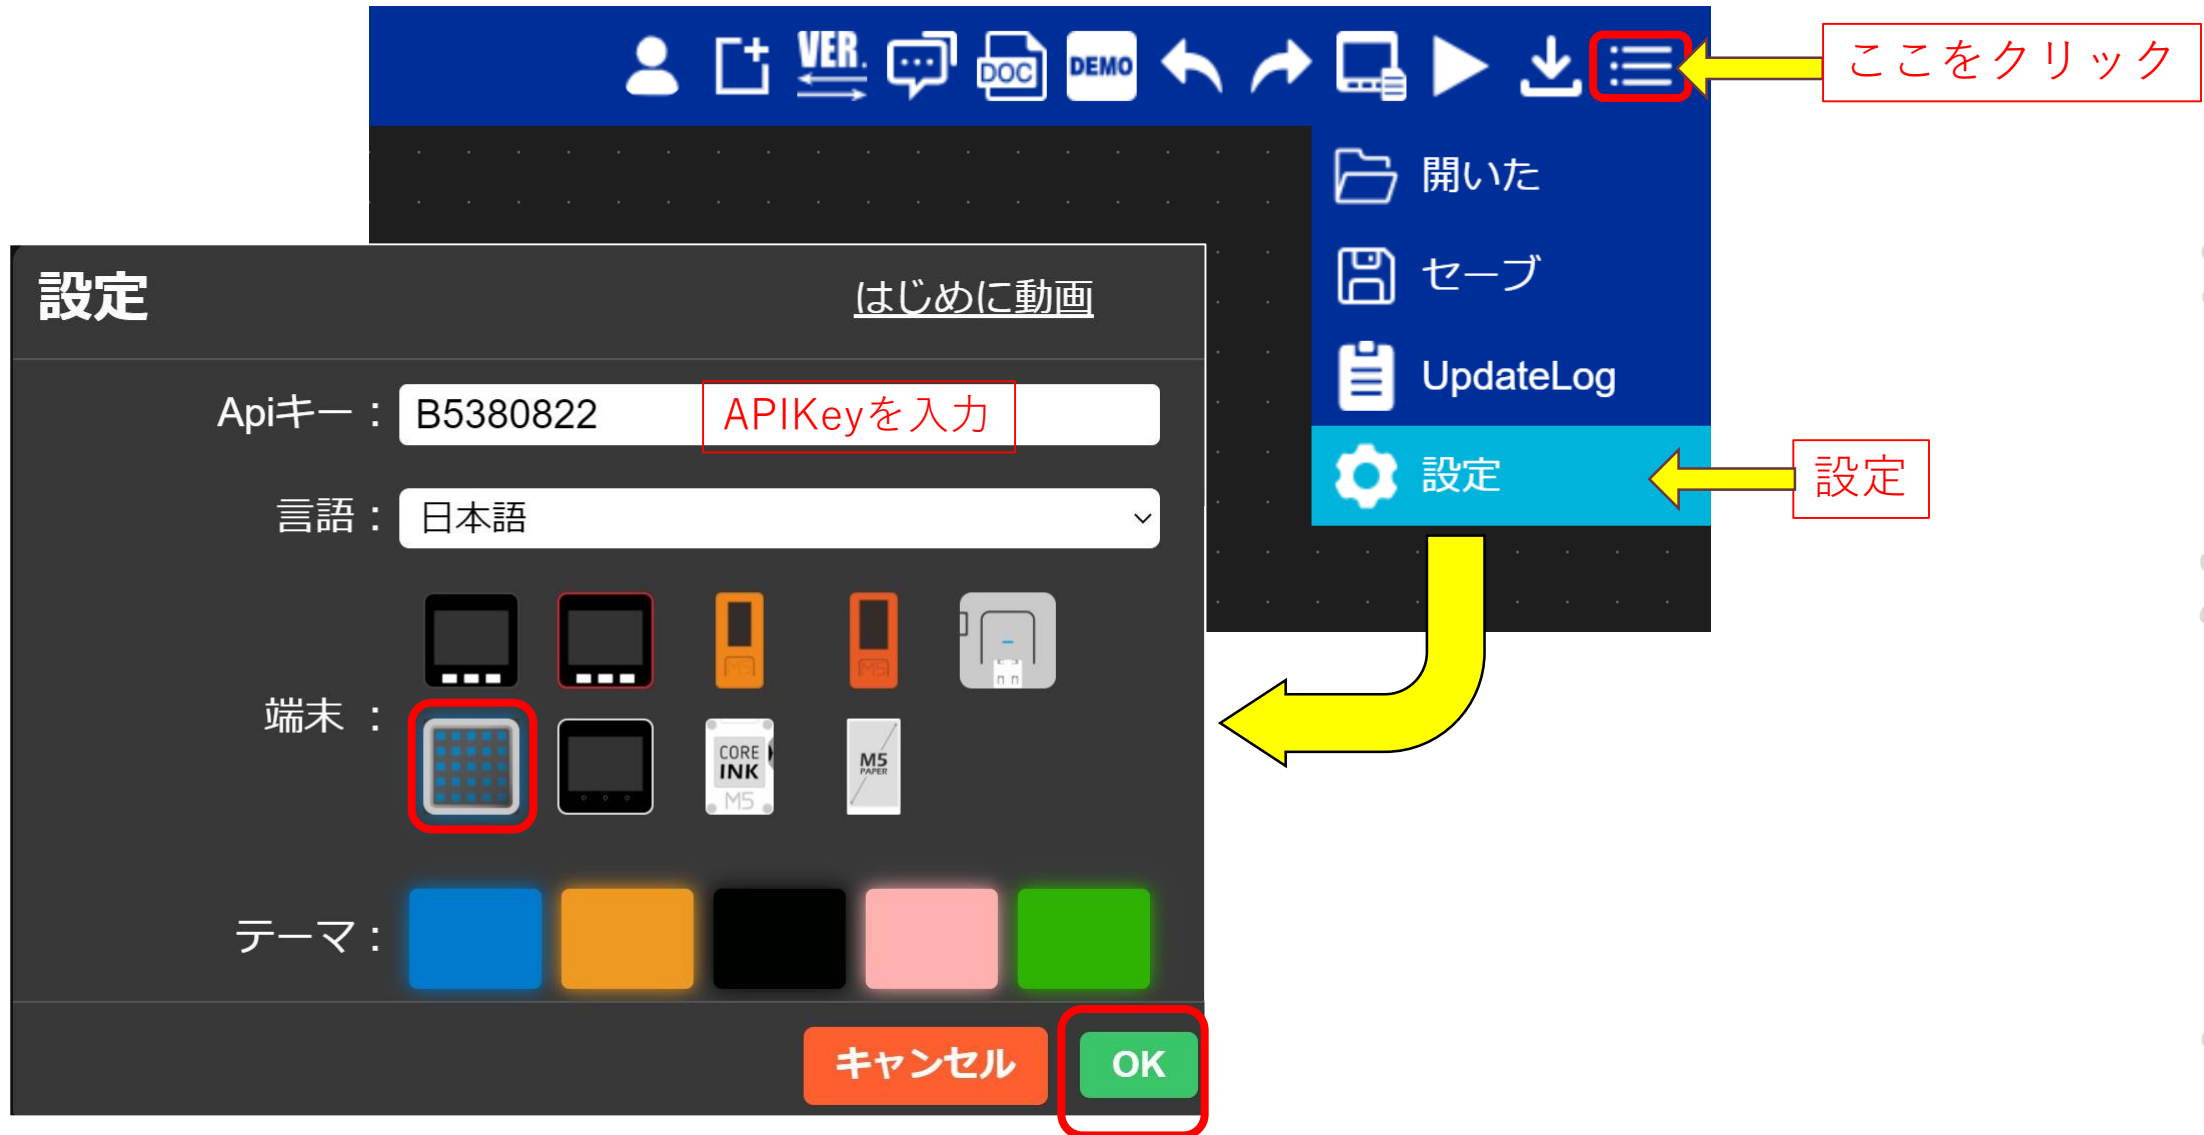 VER.
DOC
DEMO
ここをクリック
開いた
セーブ
UpdateLog
設定
設定
設定
はじめに動画
Apiキー：
B5380822
APIKeyを入力
言語：
日本語
端末 ：
M5
M5
CORE
INK
M5
M5
PAPER
テーマ：
キャンセル
OK